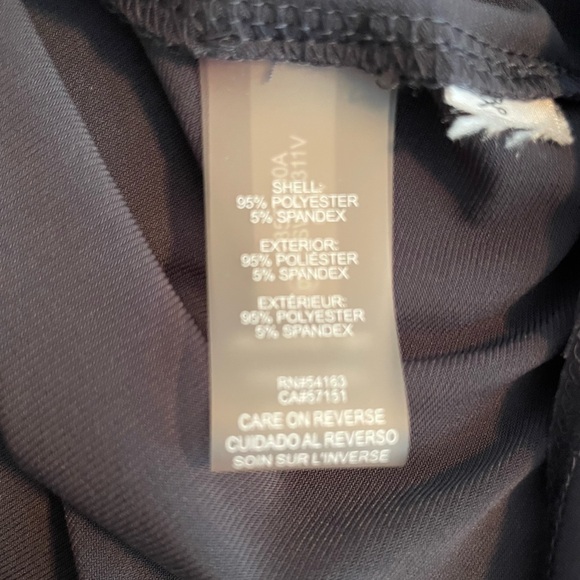 SHELL:
95% POLYESTER
5% SPANDEX
EXTERIOR:
95% POLIÉSTER
5% SPANDEX
EXTÉRIEUR:
95% POLYESTER
5% SPANDEX
RN#54163
CA#57151
CARE ON REVERSE
CUIDADO AL REVERSO
SOIN SUR L'INVERSE